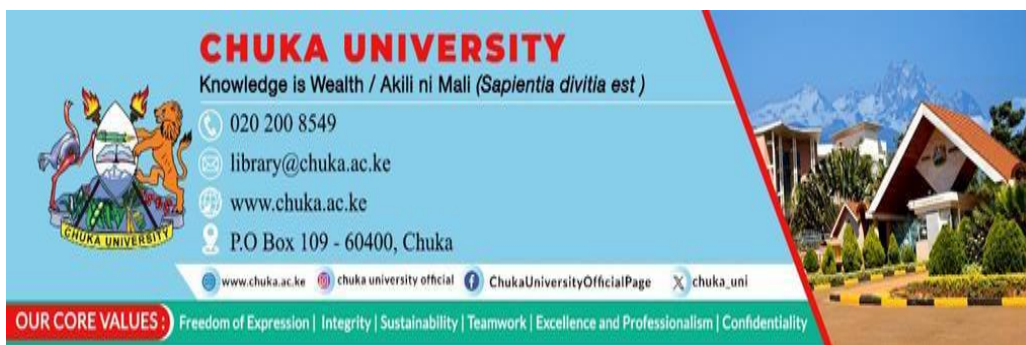 CHUKA UNIVERSITY
Knowledge is Wealth / Akili ni Mali (Sapientia divitia est )
020 200 8549
library@chuka.ac.ke
www.chuka.ac.ke
P.O Box 109 - 60400, Chuka
CHUKA UNIVERSITY
www.chuka.ac.ke chuka university official ChukaUniversityOfficialPage chuka_uni
OUR CORE VALUES : Freedom of Expression | Integrity | Sustainability | Teamwork | Excellence and Professionalism | Confidentiality